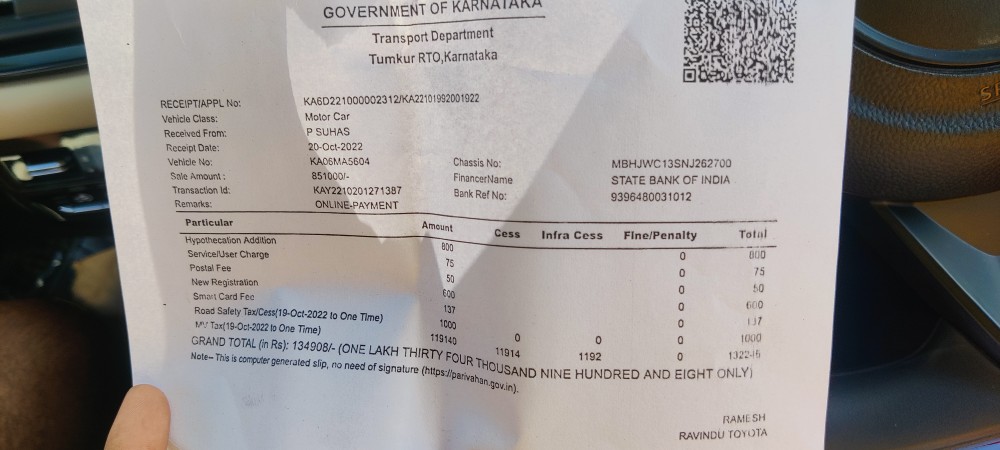 GOVERNMENT OF KARNATAKA
Transport Department
Tumkur RTO,Karnataka
RECEIPT/APPL No: KA6D221000002312/KA22101992001922
Vehicle Class: Motor Car
Received From: P SUHAS
Receipt Date: 20-Oct-2022
Vehicle No: KA06MA5604 Chassis No: MBHJWC13SNJ262700
Sale Amount : 851000/- FinancerName STATE BANK OF INDIA
Transaction Id: KAY2210201271387 Bank Ref No: 9396480031012
Remarks: ONLINE-PAYMENT
Particular Amount Cess Infra Cess Fine/Penalty Total
Hypothecation Addition 800 0 800
Service/User Charge 75 0 75
Postal Fee 50 0 50
New Registration 600 0 600
Smart Card Fee 137 0 137
Road Safety Tax/Cess(19-Oct-2022 to One Time) 1000 0 0 0 1000
MV Tax(19-Oct-2022 to One Time) 119140 11914 1192 0 132246
GRAND TOTAL (in Rs): 134908/- (ONE LAKH THIRTY FOUR THOUSAND NINE HUNDRED AND EIGHT ONLY)
Note-- This is computer generated slip, no need of signature (https://parivahan.gov.in).
RAMESH
RAVINDU TOYOTA